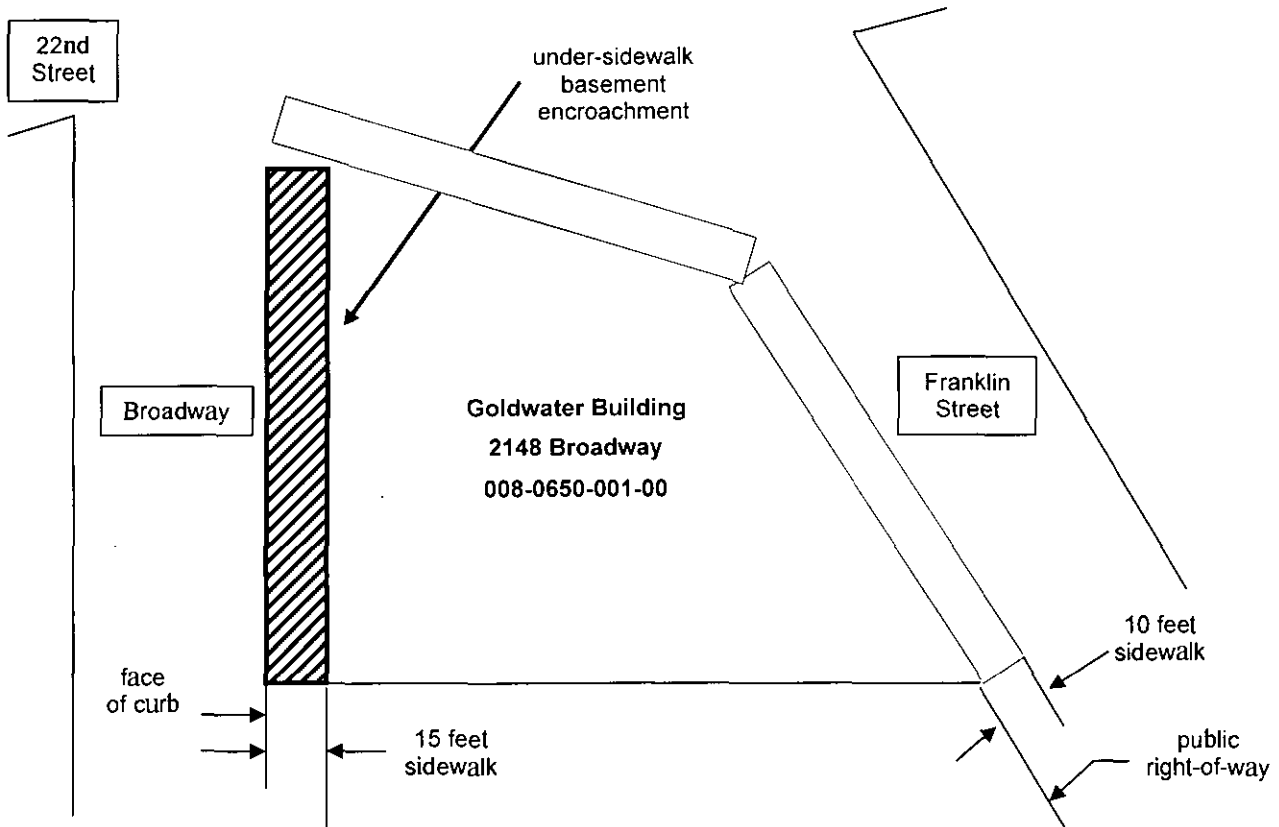 22nd
Street
under-sidewalk
basement
encroachment
Broadway
Goldwater Building
2148 Broadway
008-0650-001-00
Franklin
Street
10 feet
sidewalk
face
of curb
15 feet
sidewalk
public
right-of-way